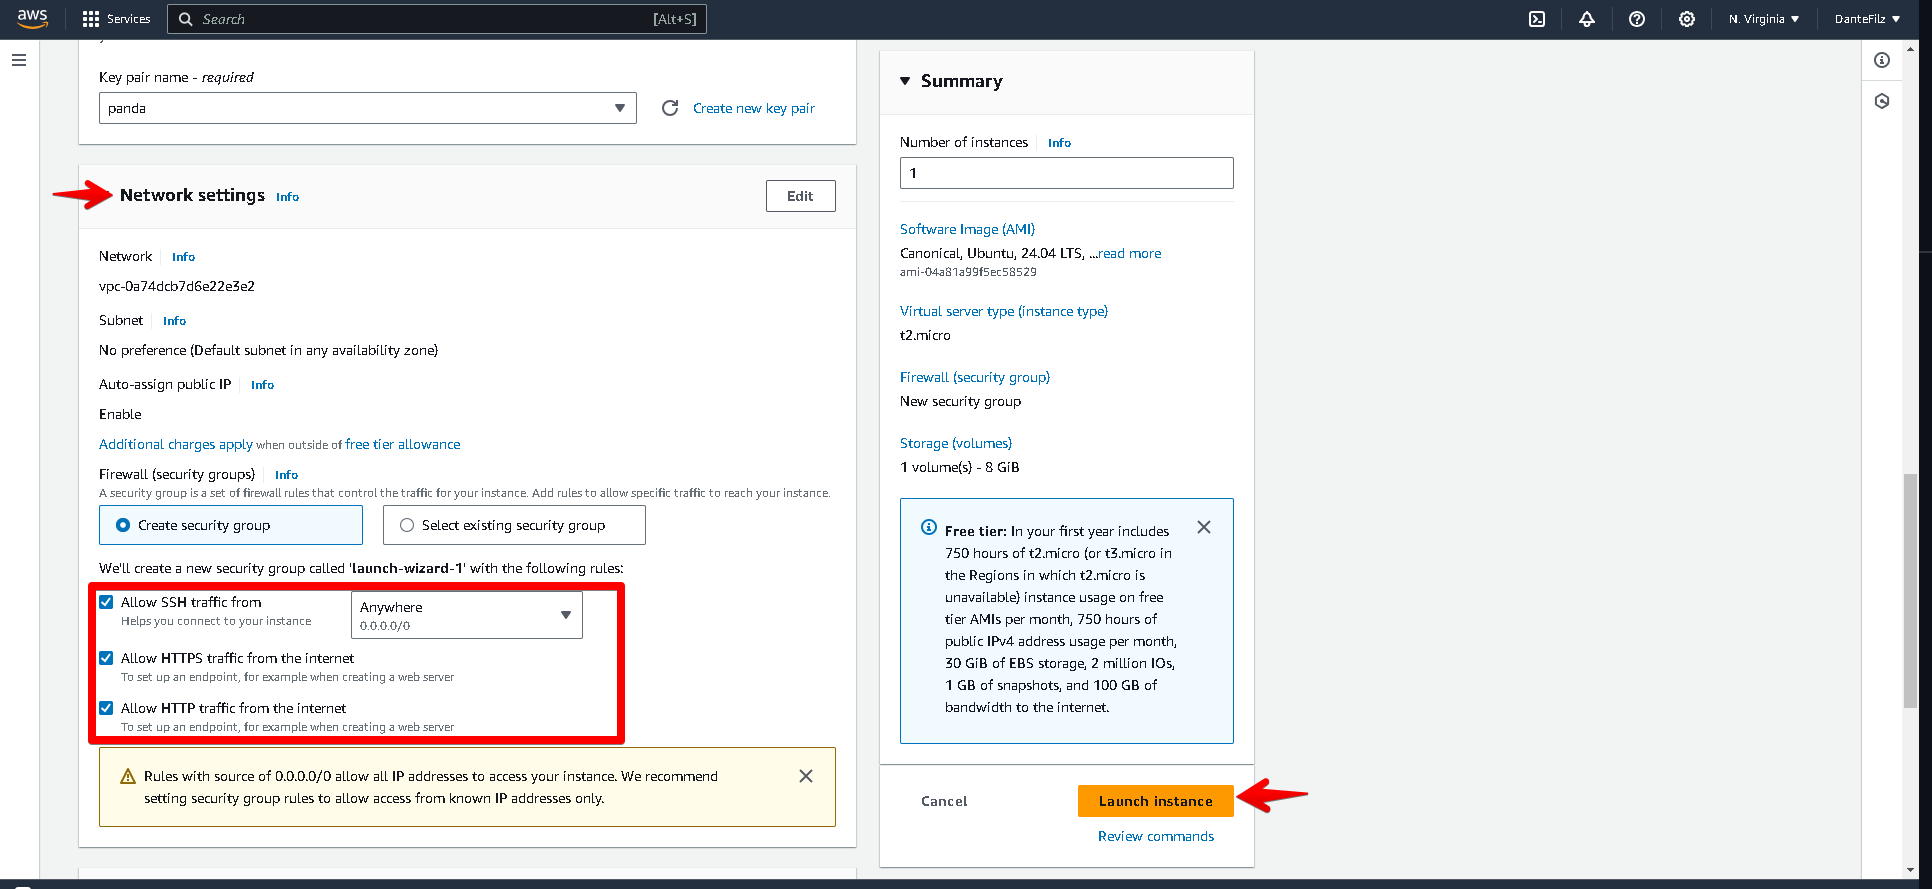 aws
Services
Search
[Alt+S]
N. Virginia
DanteFilz
Key pair name - required
panda
Create new key pair
Network settings
Info
Edit
Network
Info
vpc-0a74dcb7d6e22e3e2
Subnet
Info
No preference (Default subnet in any availability zone)
Auto-assign public IP
Info
Enable
Additional charges apply when outside of free tier allowance
Firewall (security groups)
Info
A security group is a set of firewall rules that control the traffic for your instance. Add rules to allow specific traffic to reach your instance.
Create security group
Select existing security group
We'll create a new security group called 'launch-wizard-1' with the following rules:
Allow SSH traffic from
Helps you connect to your instance
Anywhere
0.0.0.0/0
Allow HTTPS traffic from the internet
To set up an endpoint, for example when creating a web server
Allow HTTP traffic from the internet
To set up an endpoint, for example when creating a web server
Rules with source of 0.0.0.0/0 allow all IP addresses to access your instance. We recommend
setting security group rules to allow access from known IP addresses only.
Summary
Number of instances
Info
1
Software Image (AMI)
Canonical, Ubuntu, 24.04 LTS, ...read more
ami-04a81a99f5ec58529
Virtual server type (instance type)
t2.micro
Firewall (security group)
New security group
Storage (volumes)
1 volume(s) - 8 GiB
Free tier: In your first year includes
750 hours of t2.micro (or t3.micro in
the Regions in which t2.micro is
unavailable) instance usage on free
tier AMIs per month, 750 hours of
public IPv4 address usage per month,
30 GiB of EBS storage, 2 million IOs,
1 GB of snapshots, and 100 GB of
bandwidth to the internet.
Cancel
Launch instance
Review commands